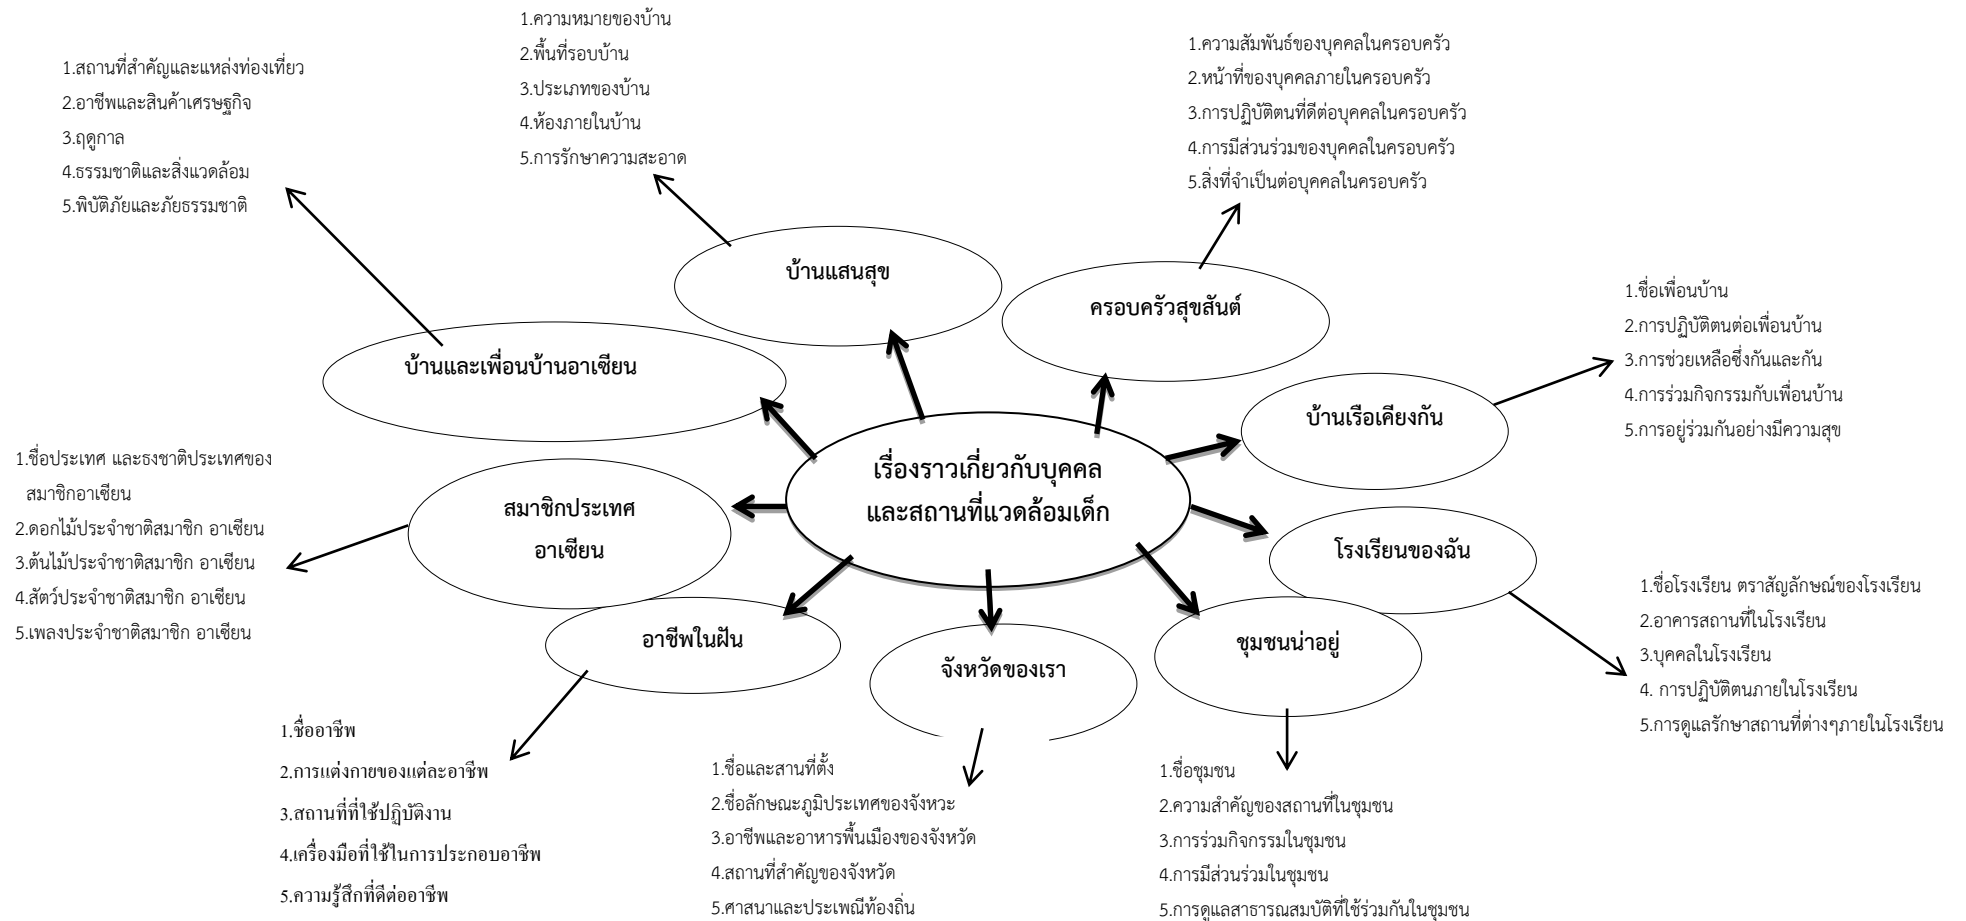 1.ความหมายของบ้าน
2.พื้นที่รอบบ้าน
3.ประเภทของบ้าน
4.ห้องภายในบ้าน
5.การรักษาความสะอาด
1.ความสัมพันธ์ของบุคคลในครอบครัว
2.หน้าที่ของบุคคลภายในครอบครัว
3.การปฏิบัติตนที่ดีต่อบุคคลในครอบครัว
4.การมีส่วนร่วมของบุคคลในครอบครัว
5.สิ่งที่จำเป็นต่อบุคคลในครอบครัว
1.สถานที่สำคัญและแหล่งท่องเที่ยว
2.อาชีพและสินค้าเศรษฐกิจ
3.ฤดูกาล
4.ธรรมชาติและสิ่งแวดล้อม
5.พิบัติภัยและภัยธรรมชาติ
บ้านแสนสุข
ครอบครัวสุขสันต์
บ้านและเพื่อนบ้านอาเซียน
บ้านเรือเคียงกัน
1.ชื่อเพื่อนบ้าน
2.การปฏิบัติตนต่อเพื่อนบ้าน
3.การช่วยเหลือซึ่งกันและกัน
4.การร่วมกิจกรรมกับเพื่อนบ้าน
5.การอยู่ร่วมกันอย่างมีความสุข
เรื่องราวเกี่ยวกับบุคคล
และสถานที่แวดล้อมเด็ก
1.ชื่อประเทศ และธงชาติประเทศของ
สมาชิกอาเซียน
2.ดอกไม้ประจำชาติสมาชิก อาเซียน
3.ต้นไม้ประจำชาติสมาชิก อาเซียน
4.สัตว์ประจำชาติสมาชิก อาเซียน
5.เพลงประจำชาติสมาชิก อาเซียน
สมาชิกประเทศ
อาเซียน
โรงเรียนของฉัน
1.ชื่อโรงเรียน ตราสัญลักษณ์ของโรงเรียน
2.อาคารสถานที่ในโรงเรียน
3.บุคคลในโรงเรียน
4. การปฏิบัติตนภายในโรงเรียน
5.การดูแลรักษาสถานที่ต่างๆภายในโรงเรียน
อาชีพในฝัน
จังหวัดของเรา
ชุมชนน่าอยู่
1.ชื่ออาชีพ
2.การแต่งกายของแต่ละอาชีพ
3.สถานที่ที่ใช้ปฏิบัติงาน
4.เครื่องมือที่ใช้ในการประกอบอาชีพ
5.ความรู้สึกที่ดีต่ออาชีพ
1.ชื่อและสานที่ตั้ง
2.ชื่อลักษณะภูมิประเทศของจังหวะ
3.อาชีพและอาหารพื้นเมืองของจังหวัด
4.สถานที่สำคัญของจังหวัด
5.ศาสนาและประเพณีท้องถิ่น
1.ชื่อชุมชน
2.ความสำคัญของสถานที่ในชุมชน
3.การร่วมกิจกรรมในชุมชน
4.การมีส่วนร่วมในชุมชน
5.การดูแลสาธารณสมบัติที่ใช้ร่วมกันในชุมชน